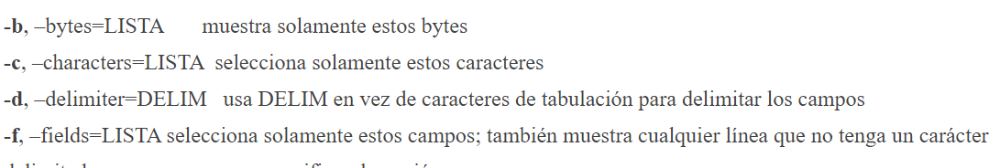 -b, –bytes=LISTA muestra solamente estos bytes
-c, –characters=LISTA selecciona solamente estos caracteres
-d, –delimiter=DELIM usa DELIM en vez de caracteres de tabulación para delimitar los campos
-f, –fields=LISTA selecciona solamente estos campos; también muestra cualquier línea que no tenga un carácter